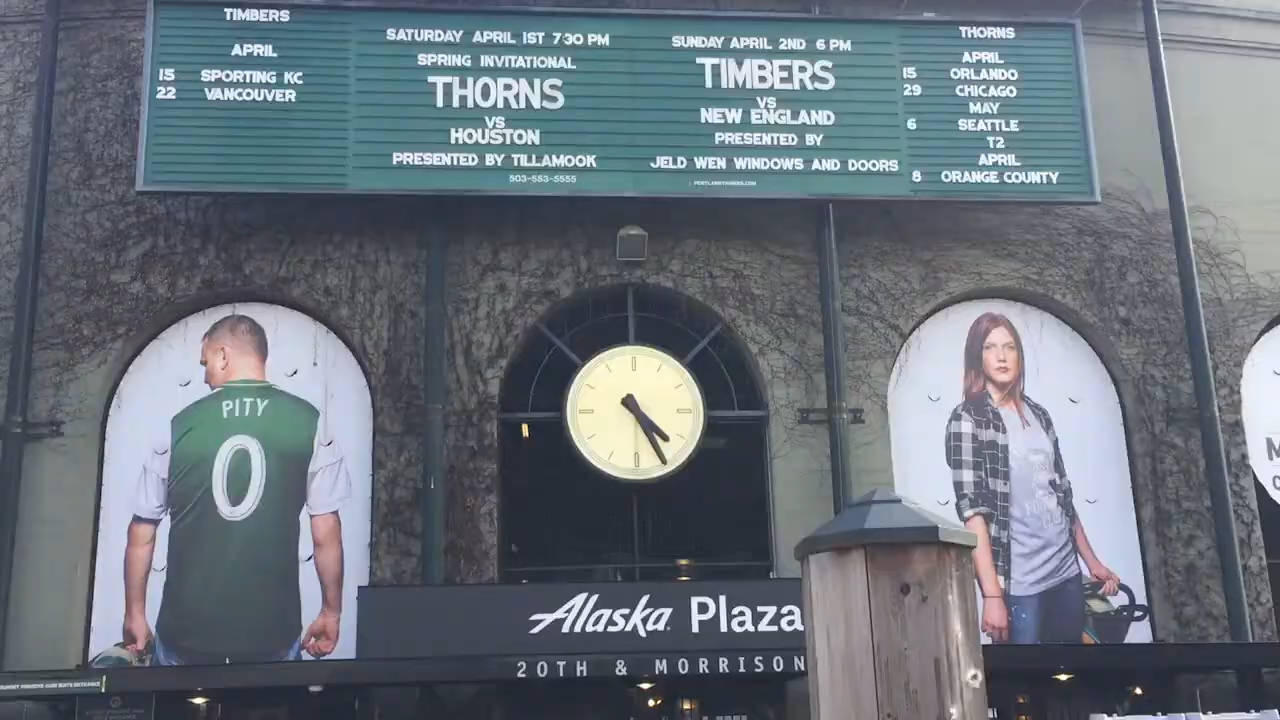 TIMBERS
APRIL
15 SPORTING KC
22 VANCOUVER
SATURDAY APRIL 1ST 7:30 PM
SPRING INVITATIONAL
THORNS
VS
HOUSTON
PRESENTED BY TILLAMOOK
503-553-5555
SUNDAY APRIL 2ND 6 PM
TIMBERS
VS
NEW ENGLAND
PRESENTED BY
JELD WEN WINDOWS AND DOORS
THORNS
APRIL
15 ORLANDO
29 CHICAGO
MAY
6 SEATTLE
T2
APRIL
8 ORANGE COUNTY
PITY
0
Alaska Plaza
20TH & MORRISON